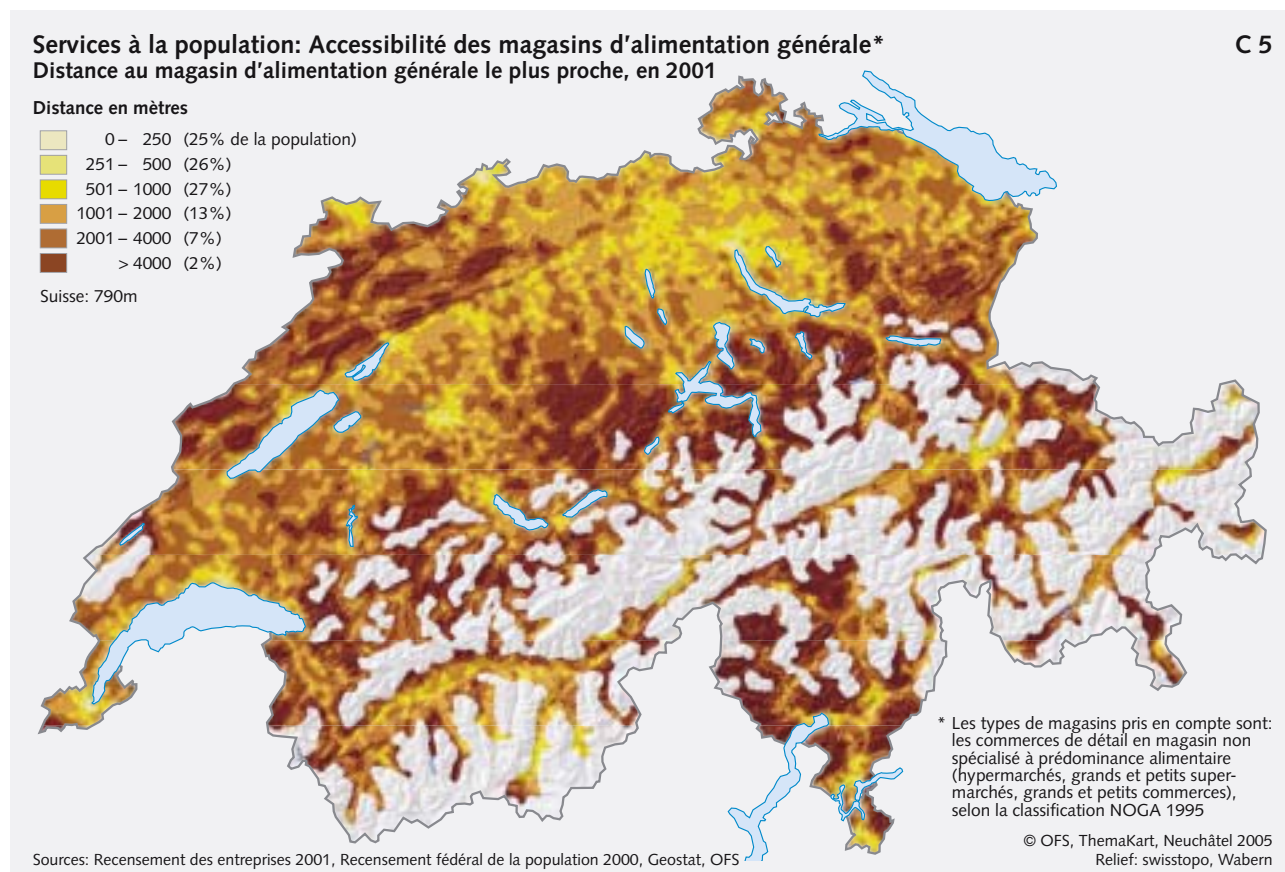 Services à la population: Accessibilité des magasins d'alimentation générale*
C 5
Distance au magasin d'alimentation générale le plus proche, en 2001
Distance en mètres
0 – 250 (25% de la population)
251 – 500 (26%)
501 – 1000 (27%)
1001 – 2000 (13%)
2001 – 4000 (7%)
> 4000 (2%)
Suisse: 790m
* Les types de magasins pris en compte sont:
les commerces de détail en magasin non
spécialisé à prédominance alimentaire
(hypermarchés, grands et petits super-
marchés, grands et petits commerces),
selon la classification NOGA 1995
© OFS, ThemaKart, Neuchâtel 2005
Sources: Recensement des entreprises 2001, Recensement fédéral de la population 2000, Geostat, OFS
Relief: swisstopo, Wabern